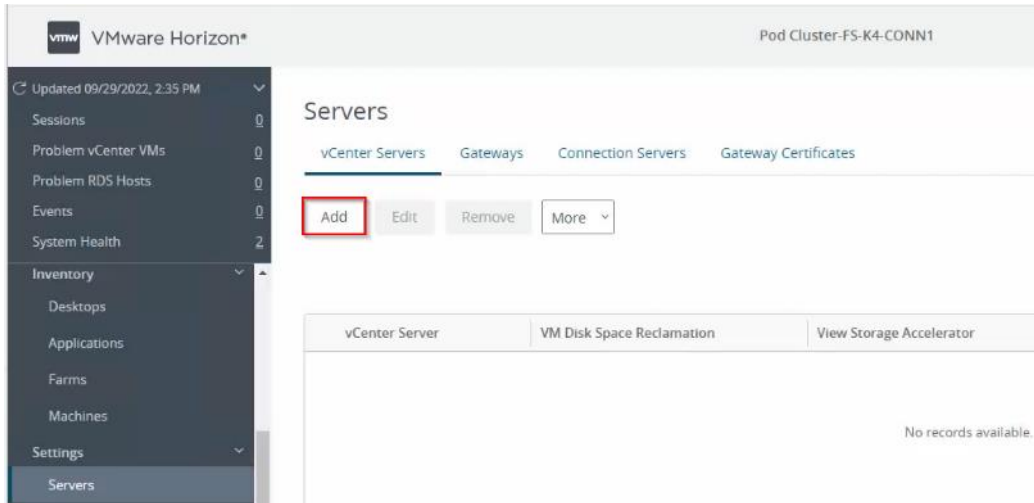 vmw VMware Horizon® Pod Cluster-FS-K4-CONN1
Updated 09/29/2022, 2:35 PM
Sessions 0
Problem vCenter VMs 0
Problem RDS Hosts 0
Events 0
System Health 2
Inventory
Desktops
Applications
Farms
Machines
Settings
Servers
Servers
vCenter Servers Gateways Connection Servers Gateway Certificates
Add Edit Remove More
vCenter Server VM Disk Space Reclamation View Storage Accelerator
No records available.